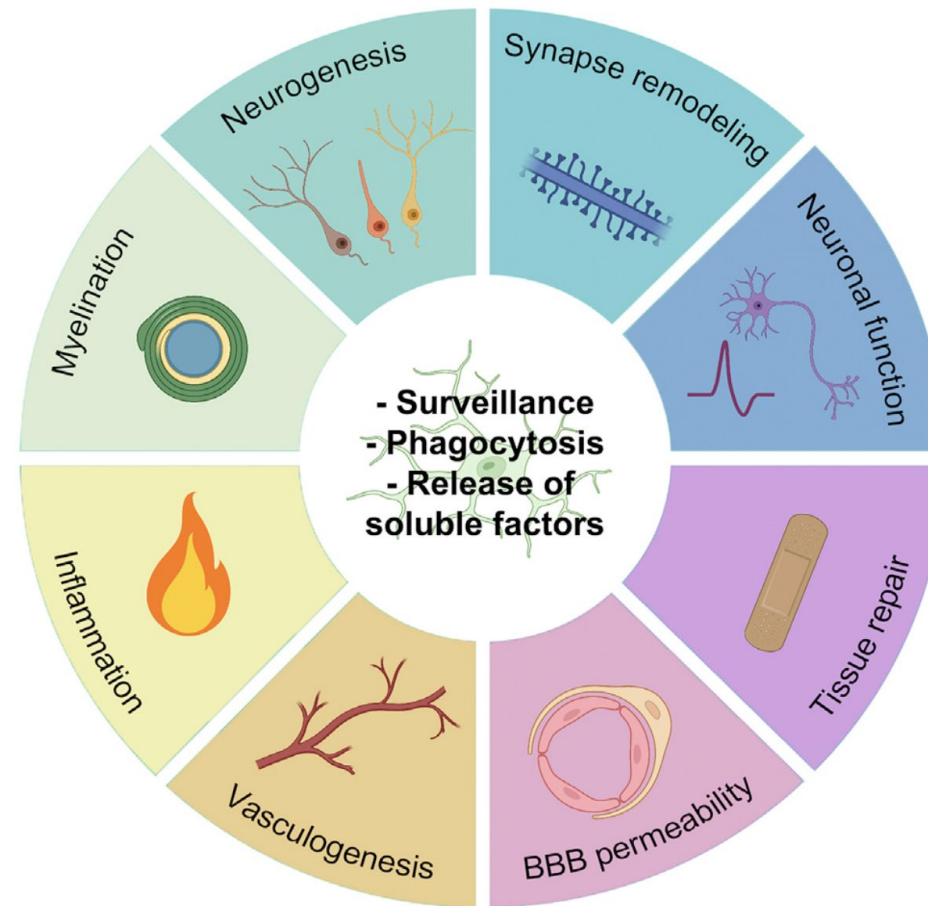 Neurogenesis
Synapse remodeling
Neuronal function
Tissue repair
BBB permeability
Vasculogenesis
Inflammation
Myelination
- Surveillance
- Phagocytosis
- Release of
soluble factors